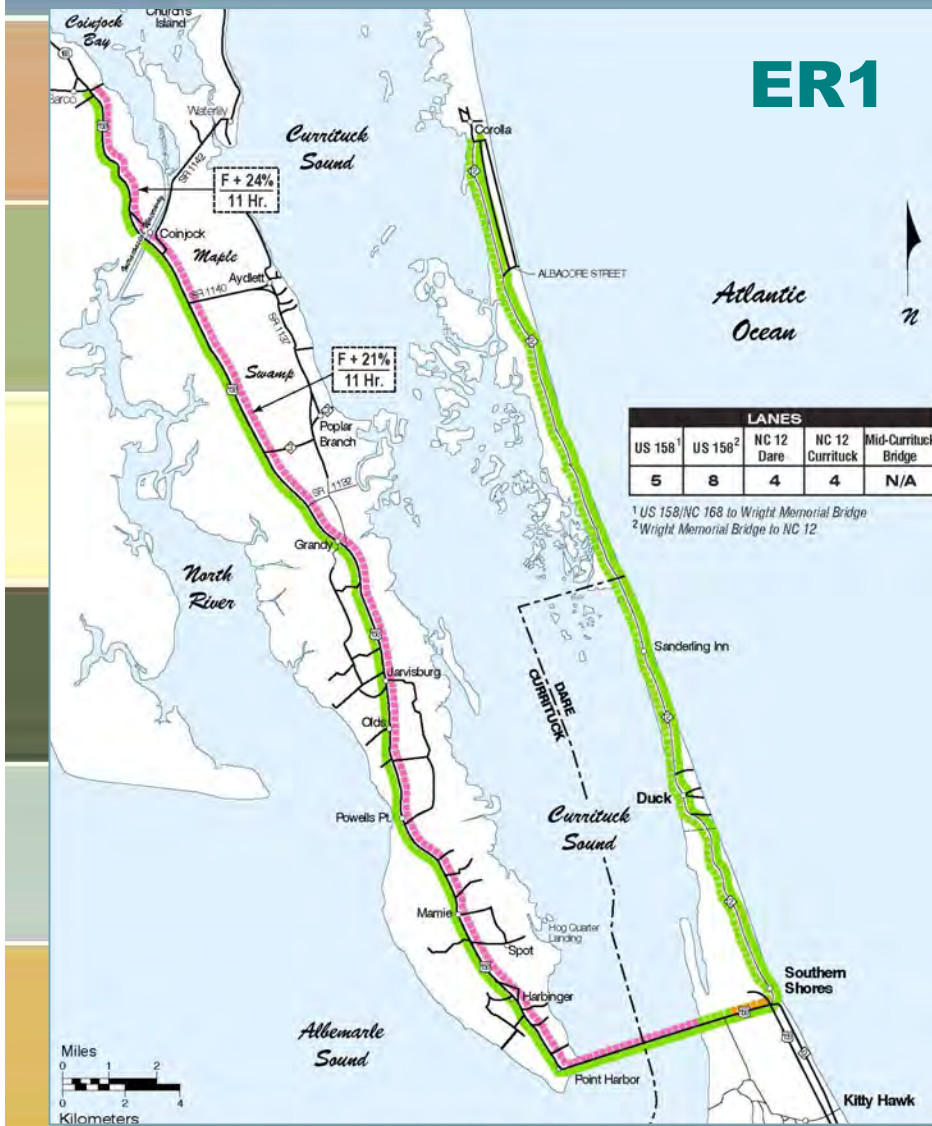 ER1
Coinjock
Bay
Church's
Island
Barco
Waterlily
SR 1142
Currituck
Sound
Corolla
F + 24%
11 Hr.
Coinjock
Maple
Aydlett
SR 1140
SR 1137
ALBACORE STREET
Atlantic
Ocean
N
F + 21%
11 Hr.
Swamp
Poplar
Branch
SR 1192
LANES
US 158¹ US 158² NC 12 Dare NC 12 Currituck Mid-Currituck Bridge
5 8 4 4 N/A
¹ US 158/NC 168 to Wright Memorial Bridge
² Wright Memorial Bridge to NC 12
Grandy
North
River
Sanderling Inn
Jarvisburg
DARE
CURRITUCK
Olds
Duck
Powells Pt.
Currituck
Sound
Mamie
Hog Quarter
Landing
Spot
Southern
Shores
Harbinger
Albemarle
Sound
Point Harbor
Kitty Hawk
Miles
0 1 2
0 2 4
Kilometers